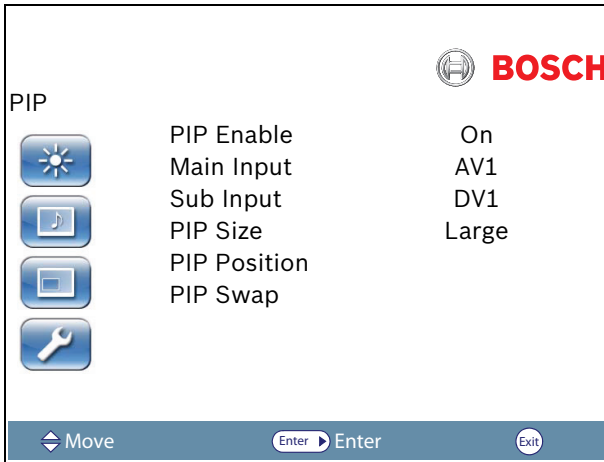 BOSCH
PIP
PIP Enable On
Main Input AV1
Sub Input DV1
PIP Size Large
PIP Position
PIP Swap
Move Enter Enter Exit